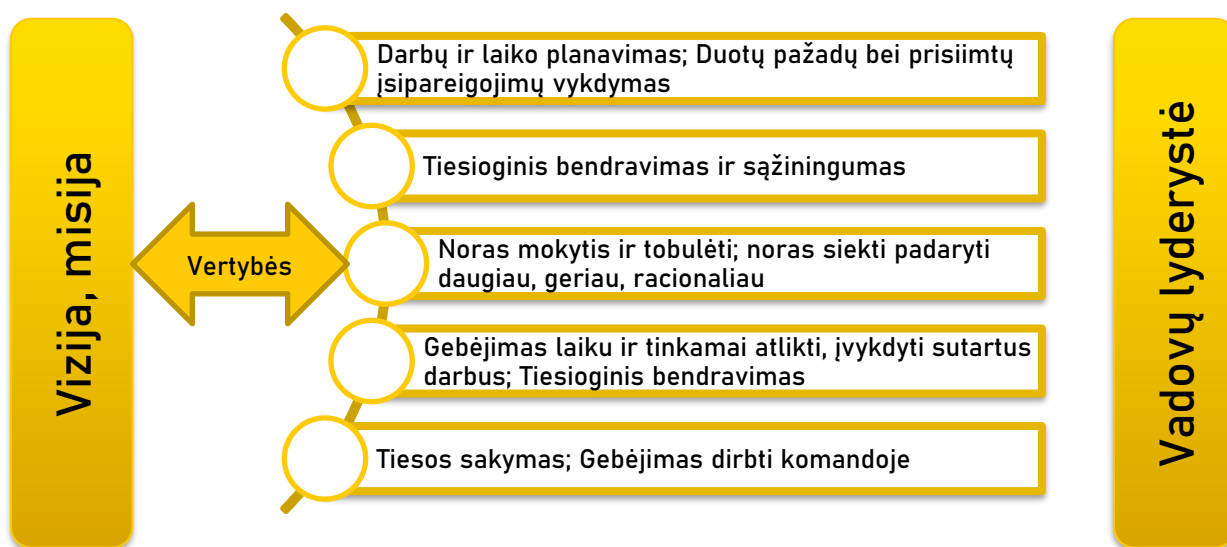 Vizija, misija
Vertybės
Darbų ir laiko planavimas; Duotų pažadų bei prisiimtų
įsipareigojimų vykdymas
Tiesioginis bendravimas ir sąžiningumas
Noras mokytis ir tobulėti; noras siekti padaryti
daugiau, geriau, racionaliau
Gebėjimas laiku ir tinkamai atlikti, įvykdyti sutartus
darbus; Tiesioginis bendravimas
Tiesos sakymas; Gebėjimas dirbti komandoje
Vadovų lyderystė